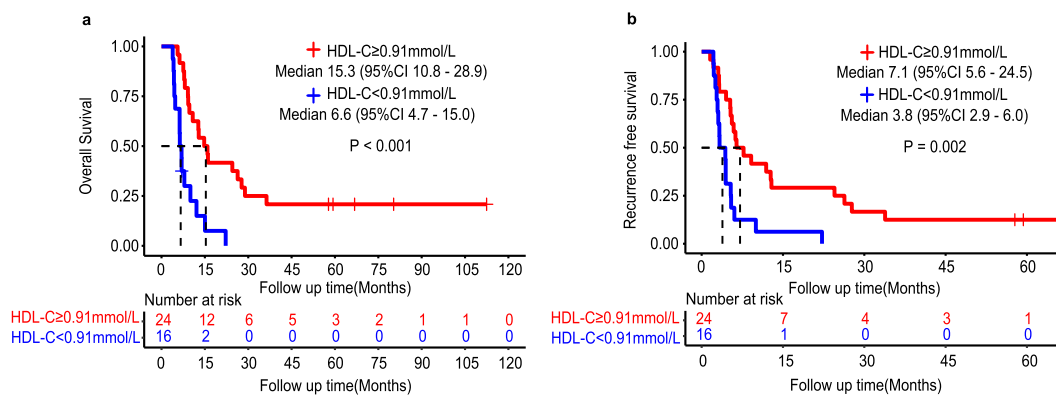 a
Overall Suvival
1.00
0.75
0.50
0.25
0.00
HDL-C≥0.91mmol/L
Median 15.3 (95%CI 10.8 - 28.9)
HDL-C<0.91mmol/L
Median 6.6 (95%CI 4.7 - 15.0)
P < 0.001
0 15 30 45 60 75 90 105 120
Follow up time(Months)
Number at risk
HDL-C≥0.91mmol/L 24 12 6 5 3 2 1 1 0
HDL-C<0.91mmol/L 16 2 0 0 0 0 0 0 0
0 15 30 45 60 75 90 105 120
Follow up time(Months)
b
Recurrence free survival
1.00
0.75
0.50
0.25
0.00
HDL-C≥0.91mmol/L
Median 7.1 (95%CI 5.6 - 24.5)
HDL-C<0.91mmol/L
Median 3.8 (95%CI 2.9 - 6.0)
P = 0.002
0 15 30 45 60
Follow up time(Months)
Number at risk
HDL-C≥0.91mmol/L 24 7 4 3 1
HDL-C<0.91mmol/L 16 1 0 0 0
0 15 30 45 60
Follow up time(Months)